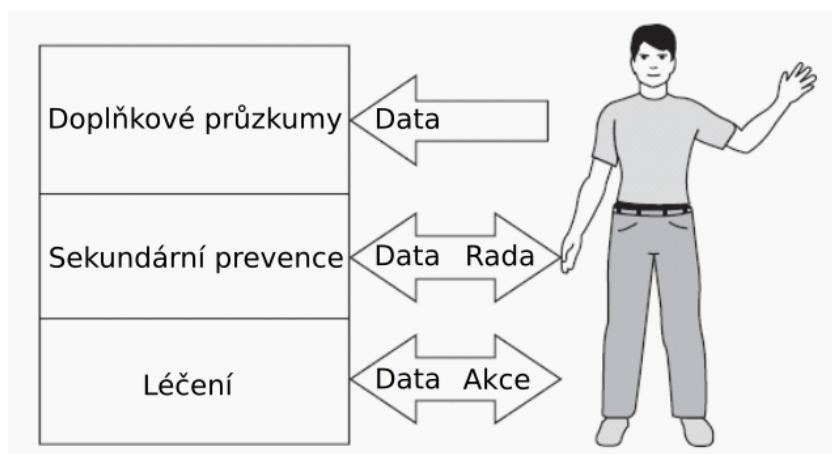 Doplňkové průzkumy
Data
Sekundární prevence
Data Rada
Léčení
Data Akce